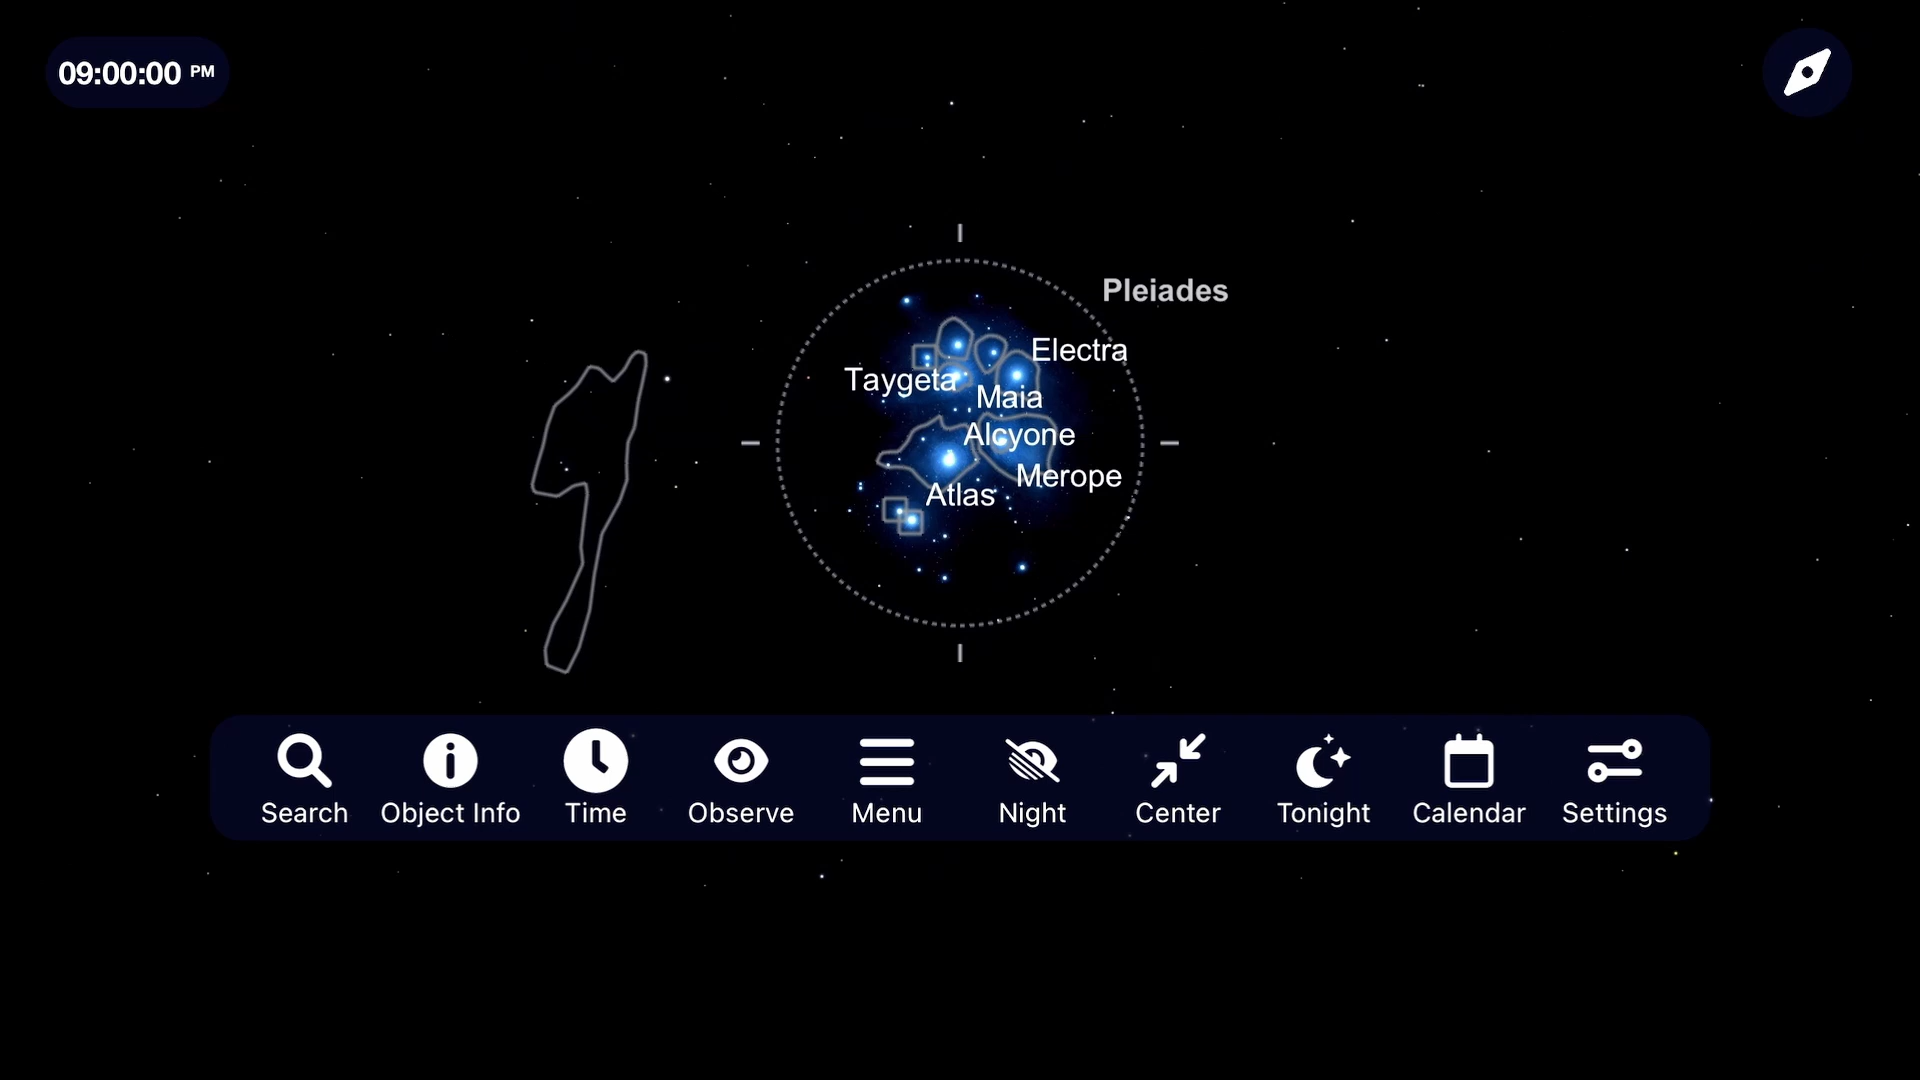 09:00:00 PM
Pleiades
Electra
Taygeta
Maia
Alcyone
Merope
Atlas
Search
Object Info
Time
Observe
Menu
Night
Center
Tonight
Calendar
Settings